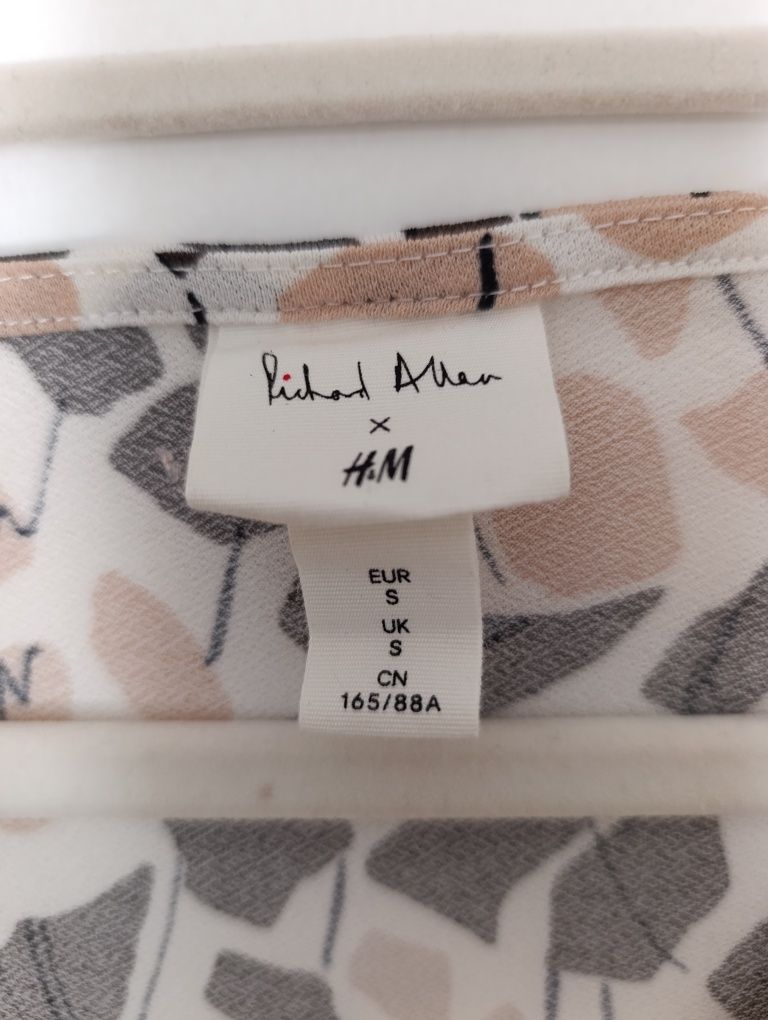 Richard Allan
×
H&M
EUR
S
UK
S
CN
165/88A